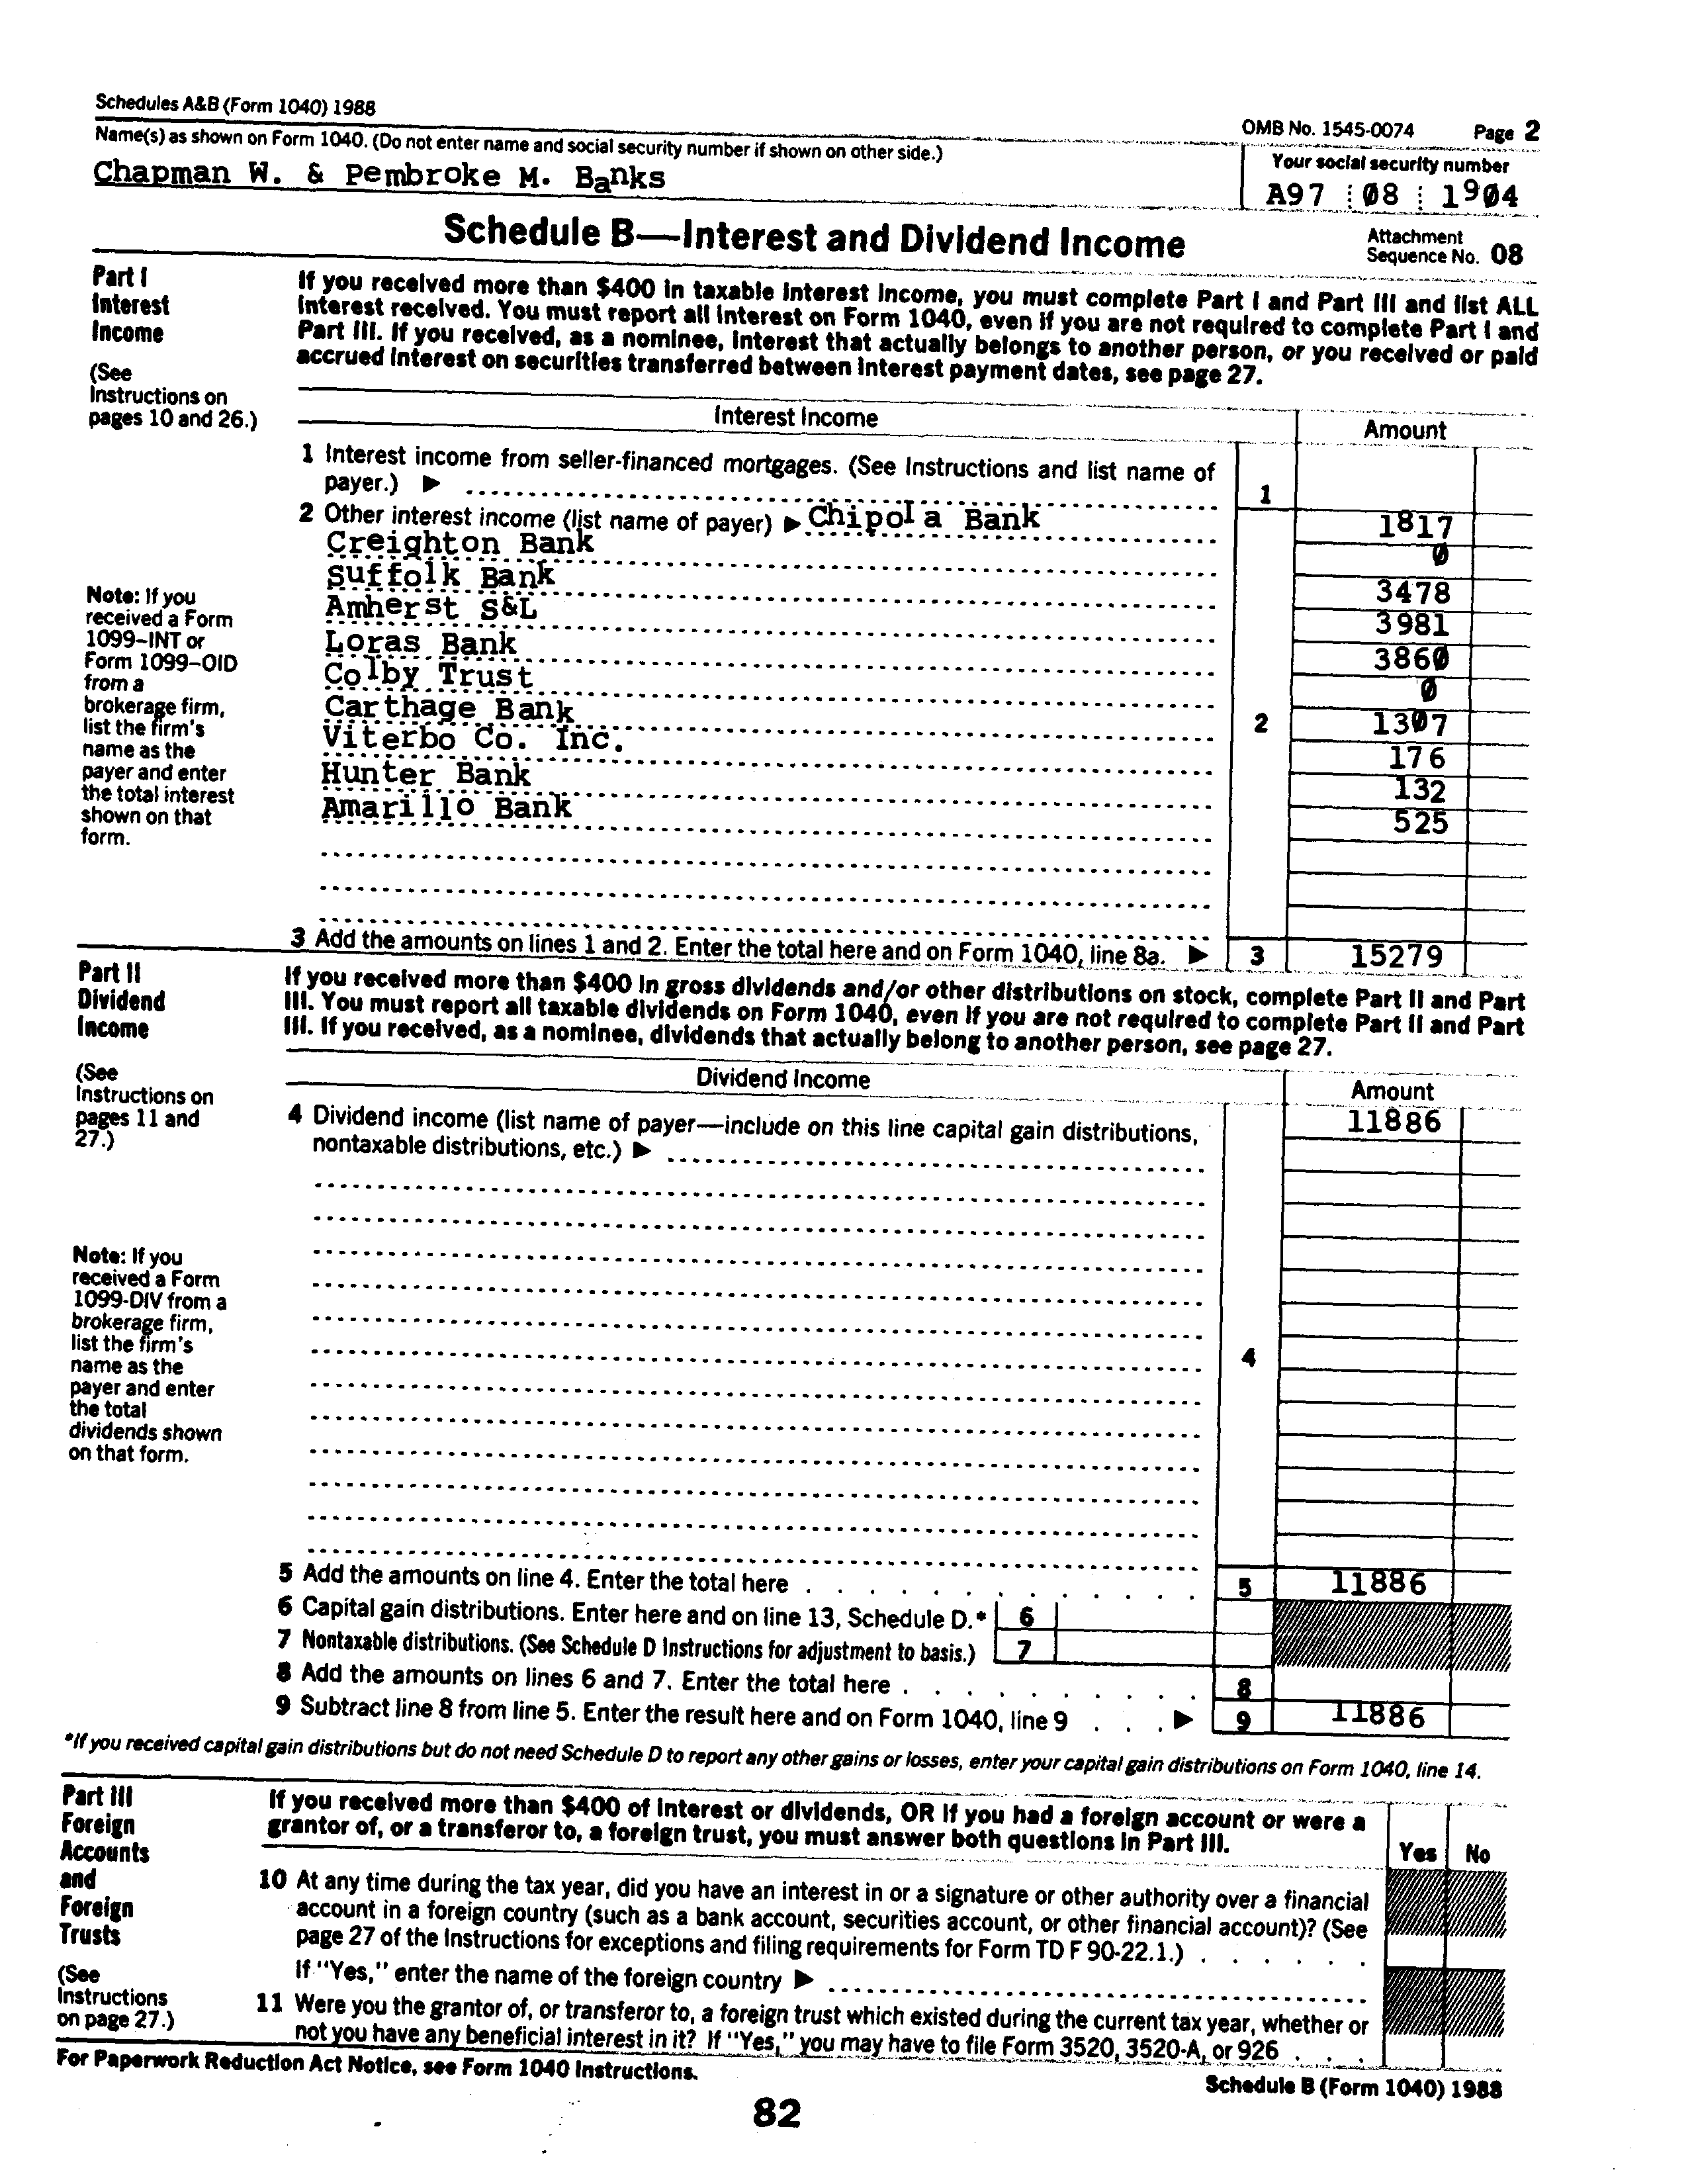 Schedules A&B (Form 1040) 1988
OMB No. 1545-0074 Page 2
Name(s) as shown on Form 1040. (Do not enter name and social security number if shown on other side.)
Your social security number
Chapman W. & Pembroke M. Banks
A97 08 1904
Schedule B—Interest and Dividend Income
Attachment
Sequence No. 08
Part I
Interest
Income
(See
Instructions on
pages 10 and 26.)
If you received more than $400 in taxable interest income, you must complete Part I and Part III and list ALL
interest received. You must report all interest on Form 1040, even if you are not required to complete Part I and
Part III. If you received, as a nominee, interest that actually belongs to another person, or you received or paid
accrued interest on securities transferred between interest payment dates, see page 27.
Interest Income Amount
1 Interest income from seller-financed mortgages. (See Instructions and list name of
payer.) ▶ 1
2 Other interest income (list name of payer) ▶ Chipola Bank 1817
Creighton Bank 0
Suffolk Bank 3478
Amherst S&L 3981
Loras Bank 3860
Colby Trust 0
Carthage Bank 2 1307
Viterbo Co. Inc. 176
Hunter Bank 132
Amarillo Bank 525
Note: If you
received a Form
1099–INT or
Form 1099–OID
from a
brokerage firm,
list the firm's
name as the
payer and enter
the total interest
shown on that
form.
3 Add the amounts on lines 1 and 2. Enter the total here and on Form 1040, line 8a. ▶ 3 15279
Part II
Dividend
Income
(See
Instructions on
pages 11 and
27.)
If you received more than $400 in gross dividends and/or other distributions on stock, complete Part II and Part
III. You must report all taxable dividends on Form 1040, even if you are not required to complete Part II and Part
III. If you received, as a nominee, dividends that actually belong to another person, see page 27.
Dividend Income Amount
4 Dividend income (list name of payer—include on this line capital gain distributions, 11886
nontaxable distributions, etc.) ▶
4
Note: If you
received a Form
1099-DIV from a
brokerage firm,
list the firm's
name as the
payer and enter
the total
dividends shown
on that form.
5 Add the amounts on line 4. Enter the total here 5 11886
6 Capital gain distributions. Enter here and on line 13, Schedule D.* 6
7 Nontaxable distributions. (See Schedule D Instructions for adjustment to basis.) 7
8 Add the amounts on lines 6 and 7. Enter the total here 8
9 Subtract line 8 from line 5. Enter the result here and on Form 1040, line 9 ▶ 9 11886
*If you received capital gain distributions but do not need Schedule D to report any other gains or losses, enter your capital gain distributions on Form 1040, line 14.
Part III
Foreign
Accounts
and
Foreign
Trusts
(See
Instructions
on page 27.)
If you received more than $400 of interest or dividends, OR if you had a foreign account or were a
grantor of, or a transferor to, a foreign trust, you must answer both questions in Part III.
Yes No
10 At any time during the tax year, did you have an interest in or a signature or other authority over a financial
account in a foreign country (such as a bank account, securities account, or other financial account)? (See
page 27 of the Instructions for exceptions and filing requirements for Form TD F 90-22.1.)
If "Yes," enter the name of the foreign country ▶
11 Were you the grantor of, or transferor to, a foreign trust which existed during the current tax year, whether or
not you have any beneficial interest in it? If "Yes," you may have to file Form 3520, 3520-A, or 926
For Paperwork Reduction Act Notice, see Form 1040 Instructions.
Schedule B (Form 1040) 1988
82